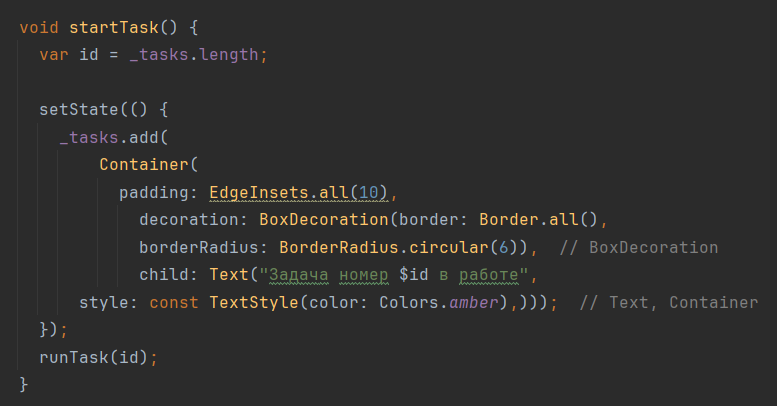 void startTask() {
var id = _tasks.length;
setState(() {
_tasks.add(
Container(
padding: EdgeInsets.all(10),
decoration: BoxDecoration(border: Border.all(),
borderRadius: BorderRadius.circular(6)), // BoxDecoration
child: Text("Задача номер $id в работе",
style: const TextStyle(color: Colors.amber),))); // Text, Container
});
runTask(id);
}